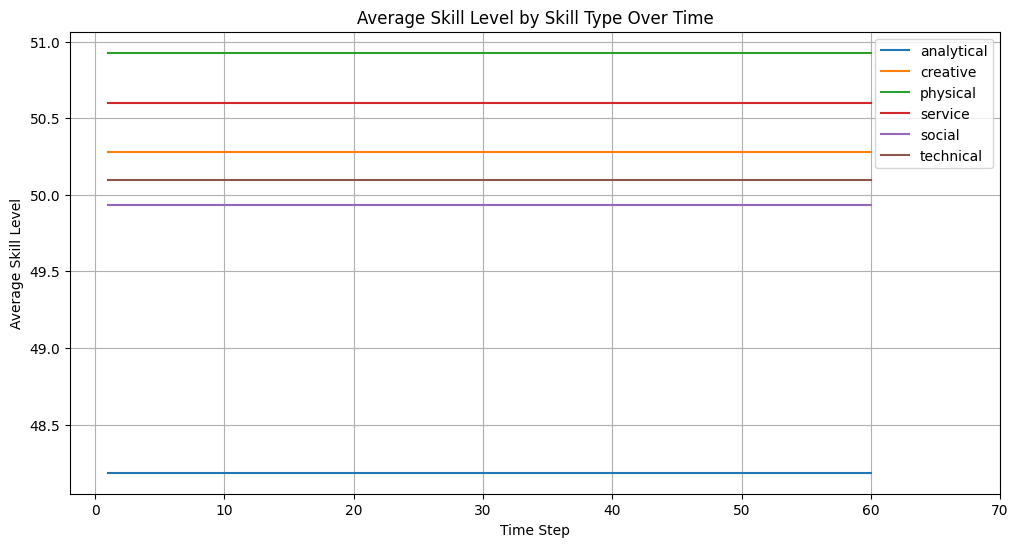 Average Skill Level by Skill Type Over Time
51.0
50.5
50.0
49.5
49.0
48.5
Average Skill Level
analytical
creative
physical
service
social
technical
0 10 20 30 40 50 60 70
Time Step